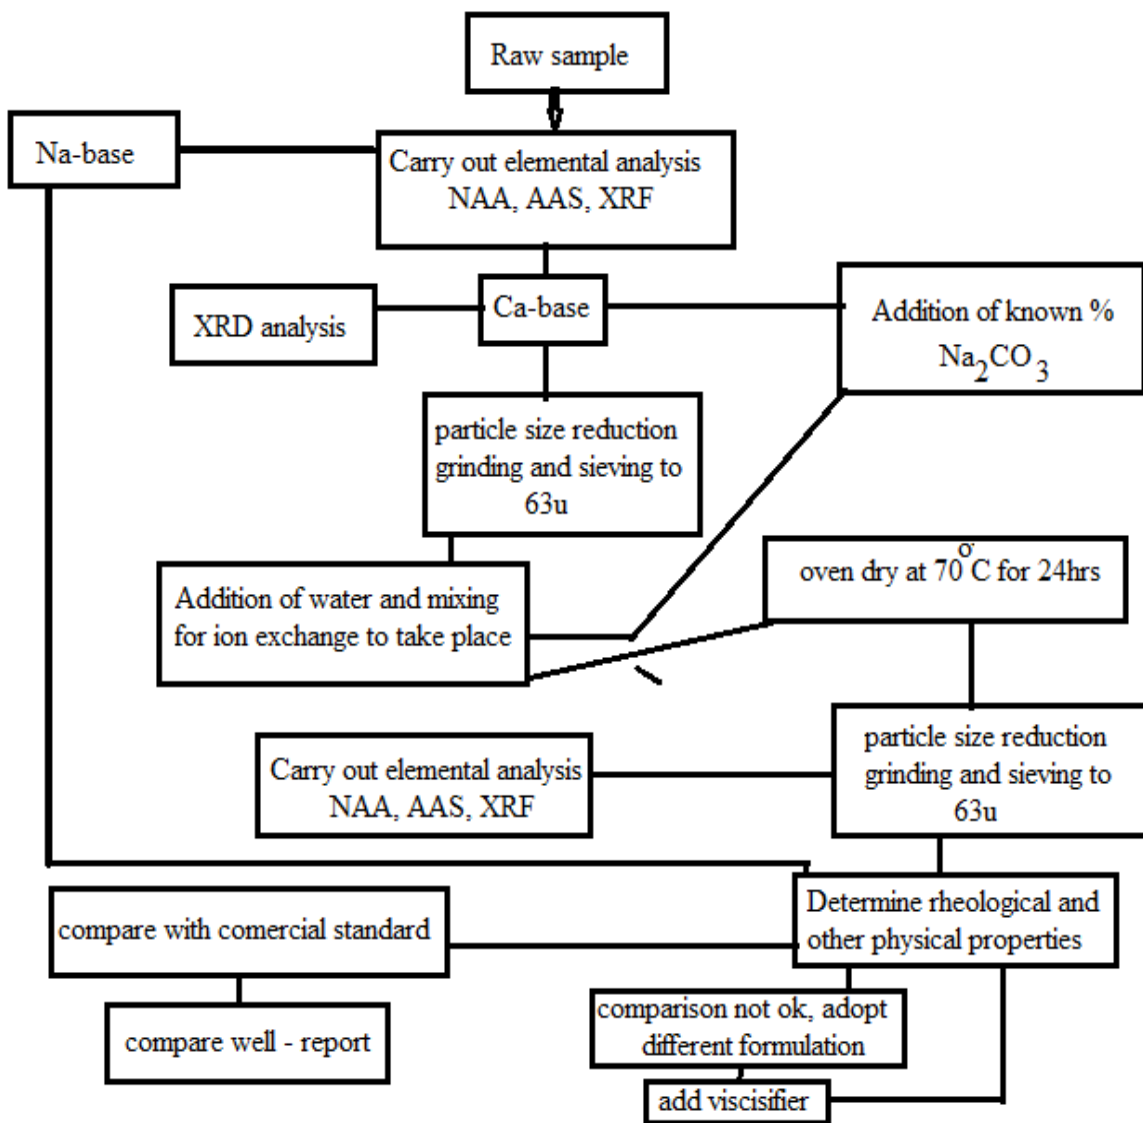 Raw sample
Na-base
Carry out elemental analysis
NAA, AAS, XRF
XRD analysis
Ca-base
Addition of known %
Na₂CO₃
particle size reduction
grinding and sieving to
63u
Addition of water and mixing
for ion exchange to take place
oven dry at 70°C for 24hrs
Carry out elemental analysis
NAA, AAS, XRF
particle size reduction
grinding and sieving to
63u
Determine rheological and
other physical properties
compare with comercial standard
compare well - report
comparison not ok, adopt
different formulation
add viscisifier